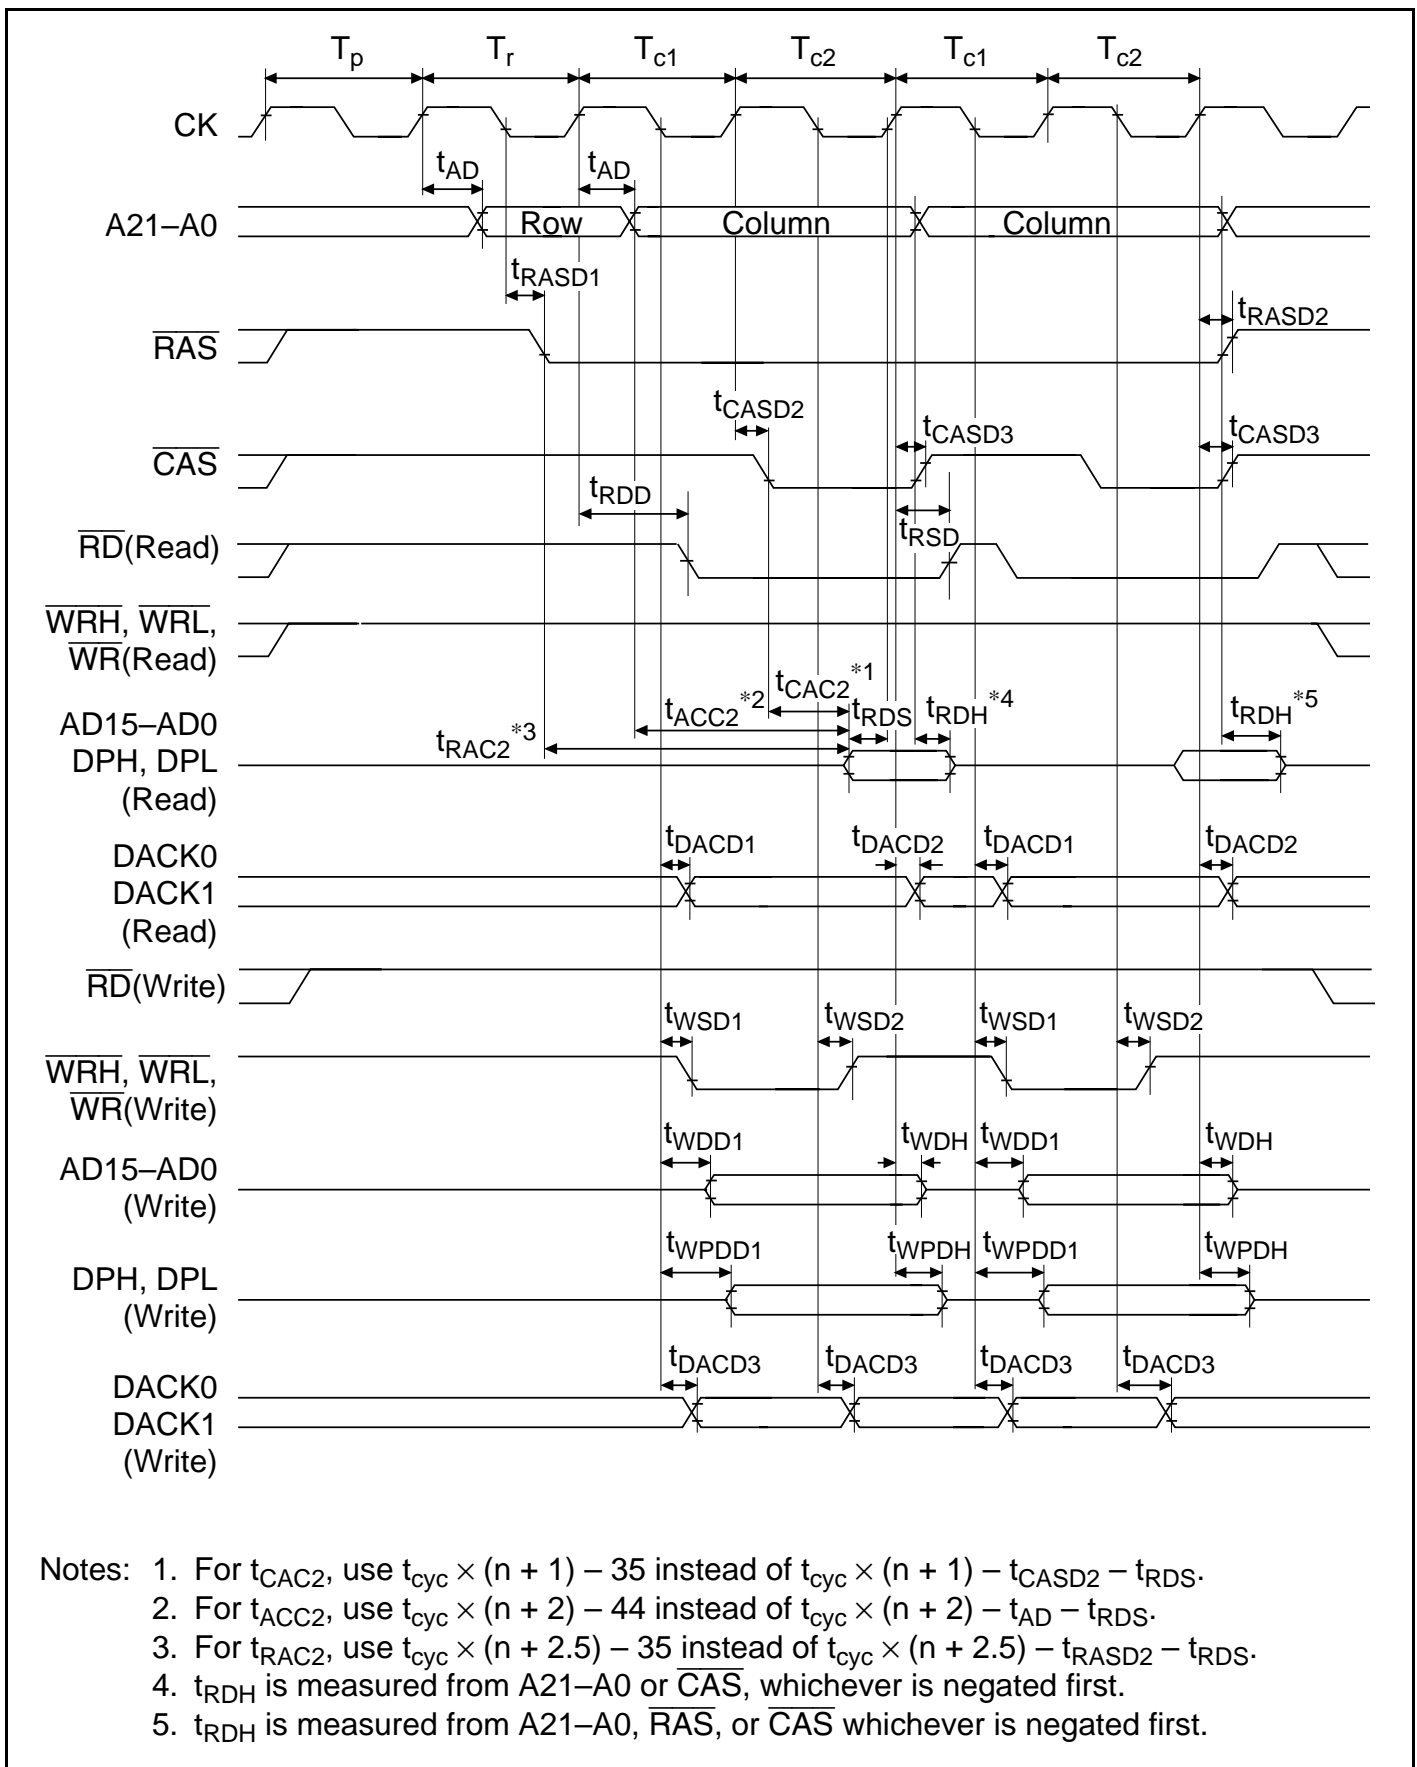 Tp Tr Tc1 Tc2 Tc1 Tc2
CK
tAD tAD
A21–A0 Row Column Column
tRASD1
RAS tRASD2
tCASD2
CAS tCASD3 tCASD3
tRDD
RD(Read) tRSD
WRH, WRL,
WR(Read)
tRAC2*3 tACC2*2 tCAC2*1 tRDS tRDH*4 tRDH*5
AD15–AD0
DPH, DPL
(Read)
tDACD1 tDACD2 tDACD1 tDACD2
DACK0
DACK1
(Read)
RD(Write)
tWSD1 tWSD2 tWSD1 tWSD2
WRH, WRL,
WR(Write)
tWDD1 tWDH tWDD1 tWDH
AD15–AD0
(Write)
tWPDD1 tWPDH tWPDD1 tWPDH
DPH, DPL
(Write)
tDACD3 tDACD3 tDACD3 tDACD3
DACK0
DACK1
(Write)
Notes: 1. For tCAC2, use tcyc × (n + 1) – 35 instead of tcyc × (n + 1) – tCASD2 – tRDS.
2. For tACC2, use tcyc × (n + 2) – 44 instead of tcyc × (n + 2) – tAD – tRDS.
3. For tRAC2, use tcyc × (n + 2.5) – 35 instead of tcyc × (n + 2.5) – tRASD2 – tRDS.
4. tRDH is measured from A21–A0 or CAS, whichever is negated first.
5. tRDH is measured from A21–A0, RAS, or CAS whichever is negated first.